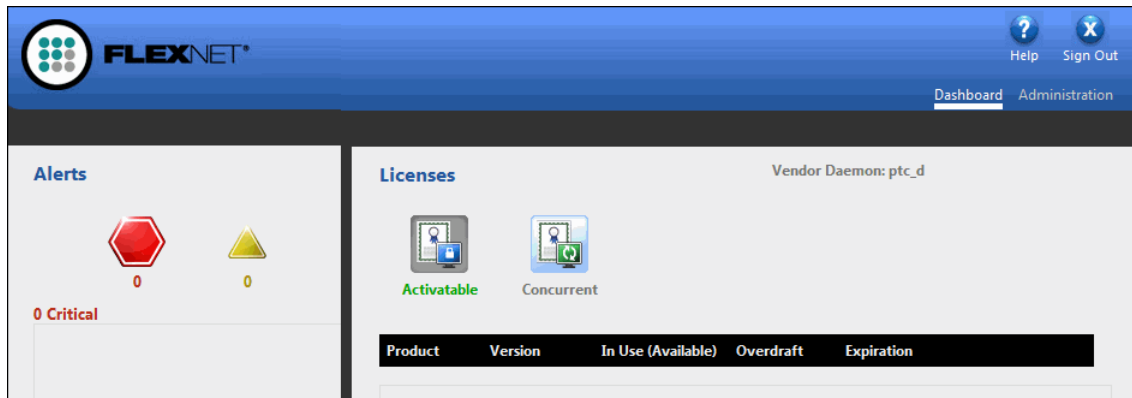 FLEXNET®
Help Sign Out
Dashboard Administration
Alerts
0 0
0 Critical
Licenses Vendor Daemon: ptc_d
Activatable Concurrent
Product Version In Use (Available) Overdraft Expiration